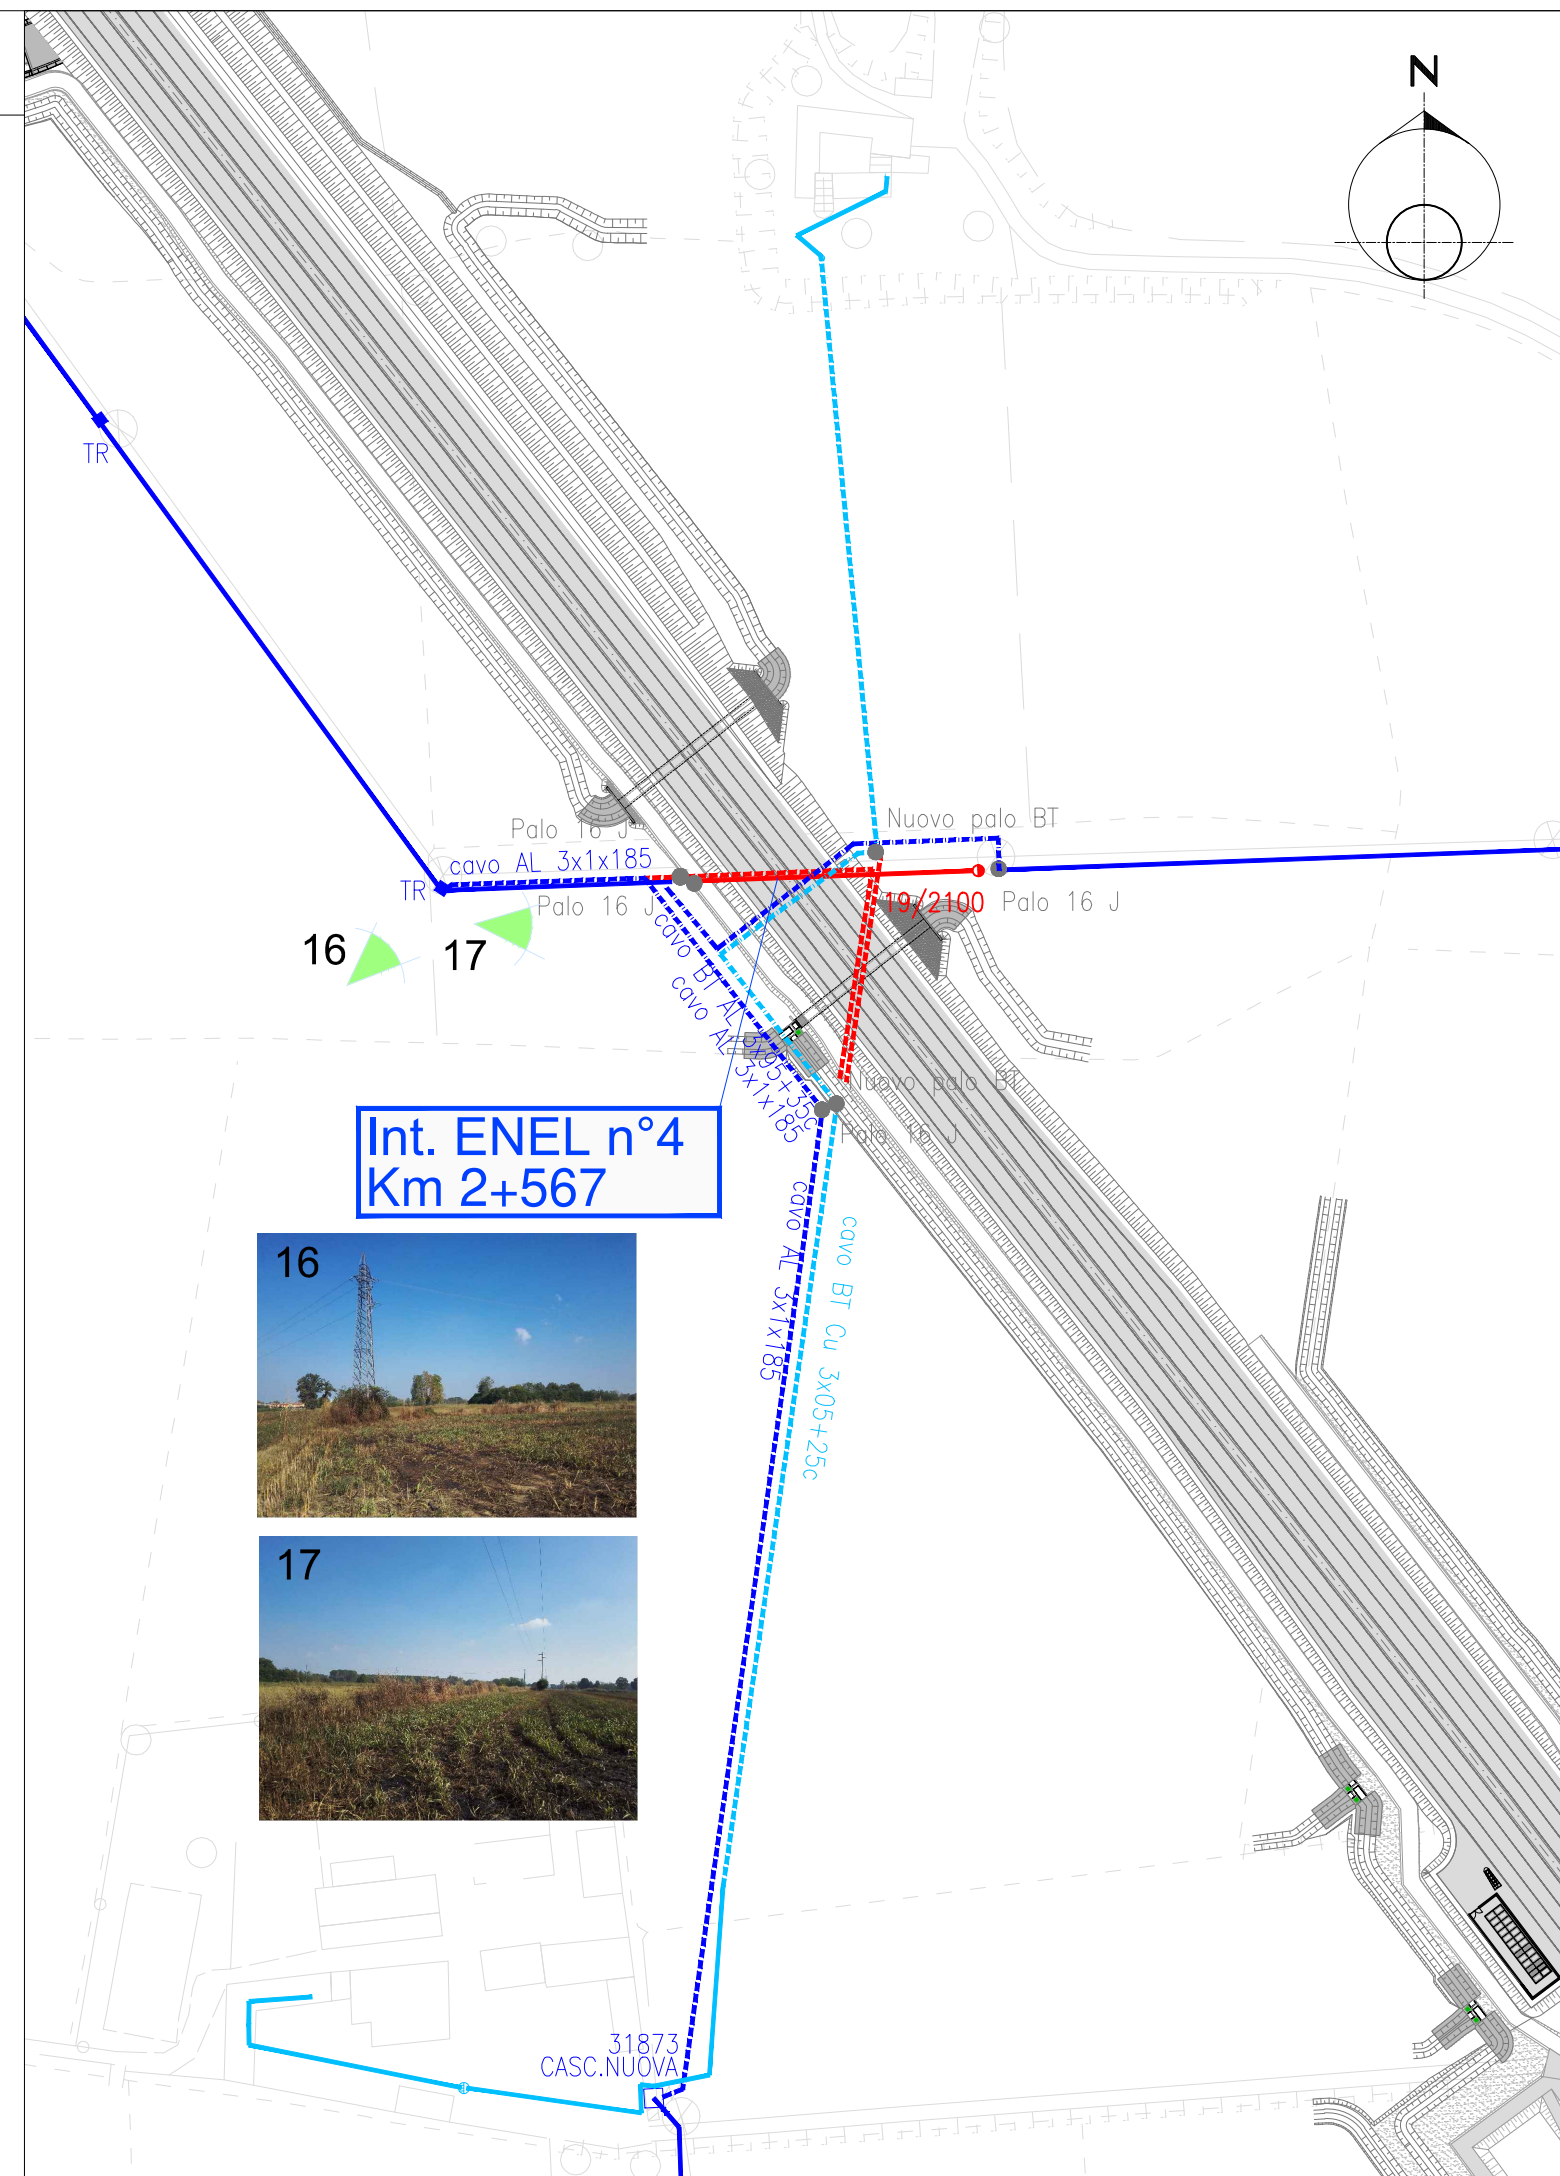 N
TR
Palo 16 J
Nuovo palo BT
cavo AL 3x1x185
TR
Palo 16 J
19/2100
Palo 16 J
16
17
cavo BT AL 3x95+35c
cavo AL 3x1x185
Nuovo palo BT
Palo 16 J
Int. ENEL n°4
Km 2+567
cavo AL 3x1x185
cavo BT Cu 3x05+25c
16
17
31873
CASC.NUOVA